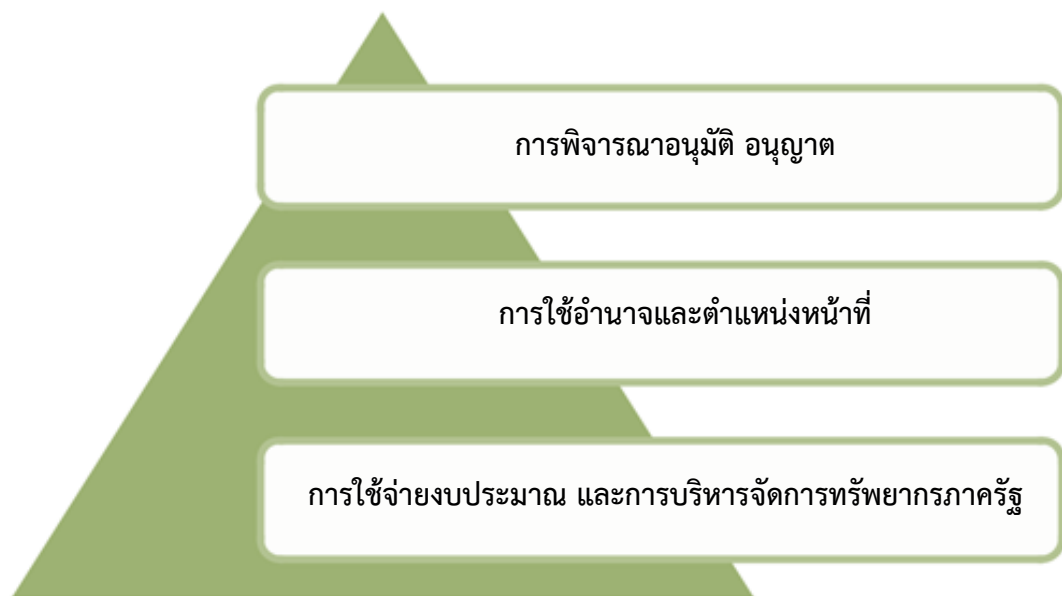 การพิจารณาอนุมัติ อนุญาต
การใช้อำนาจและตำแหน่งหน้าที่
การใช้จ่ายงบประมาณ และการบริหารจัดการทรัพยากรภาครัฐ